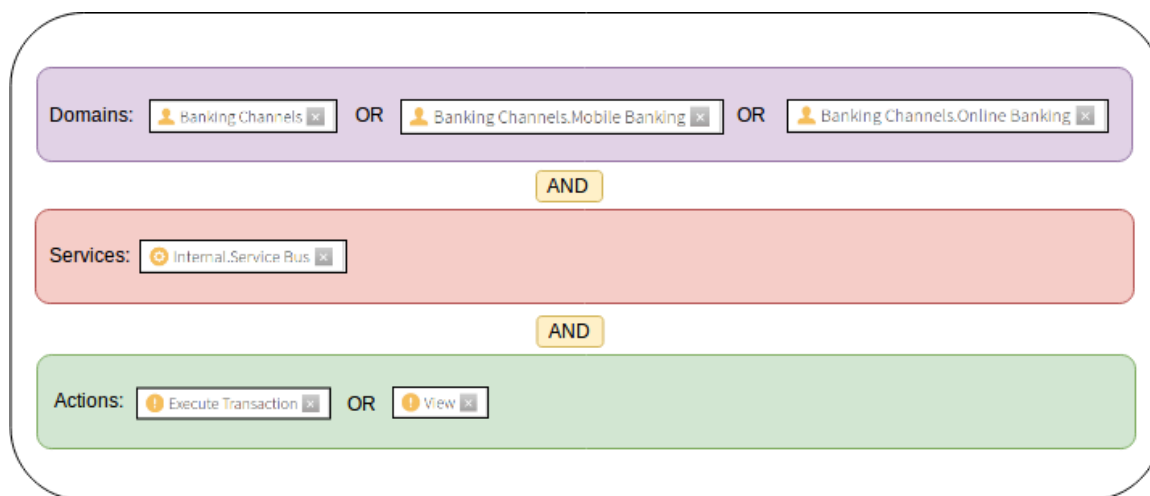 Domains: Banking Channels OR Banking Channels.Mobile Banking OR Banking Channels.Online Banking
AND
Services: Internal.Service Bus
AND
Actions: Execute Transaction OR View